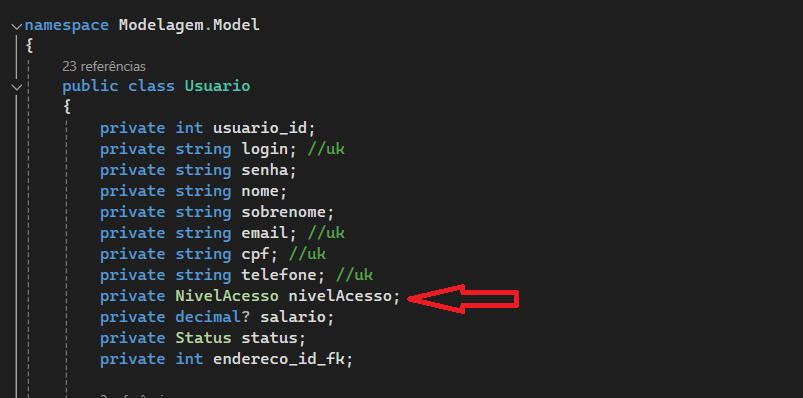 namespace Modelagem.Model
{
23 referências
public class Usuario
{
private int usuario_id;
private string login; //uk
private string senha;
private string nome;
private string sobrenome;
private string email; //uk
private string cpf; //uk
private string telefone; //uk
private NivelAcesso nivelAcesso;
private decimal? salario;
private Status status;
private int endereco_id_fk;